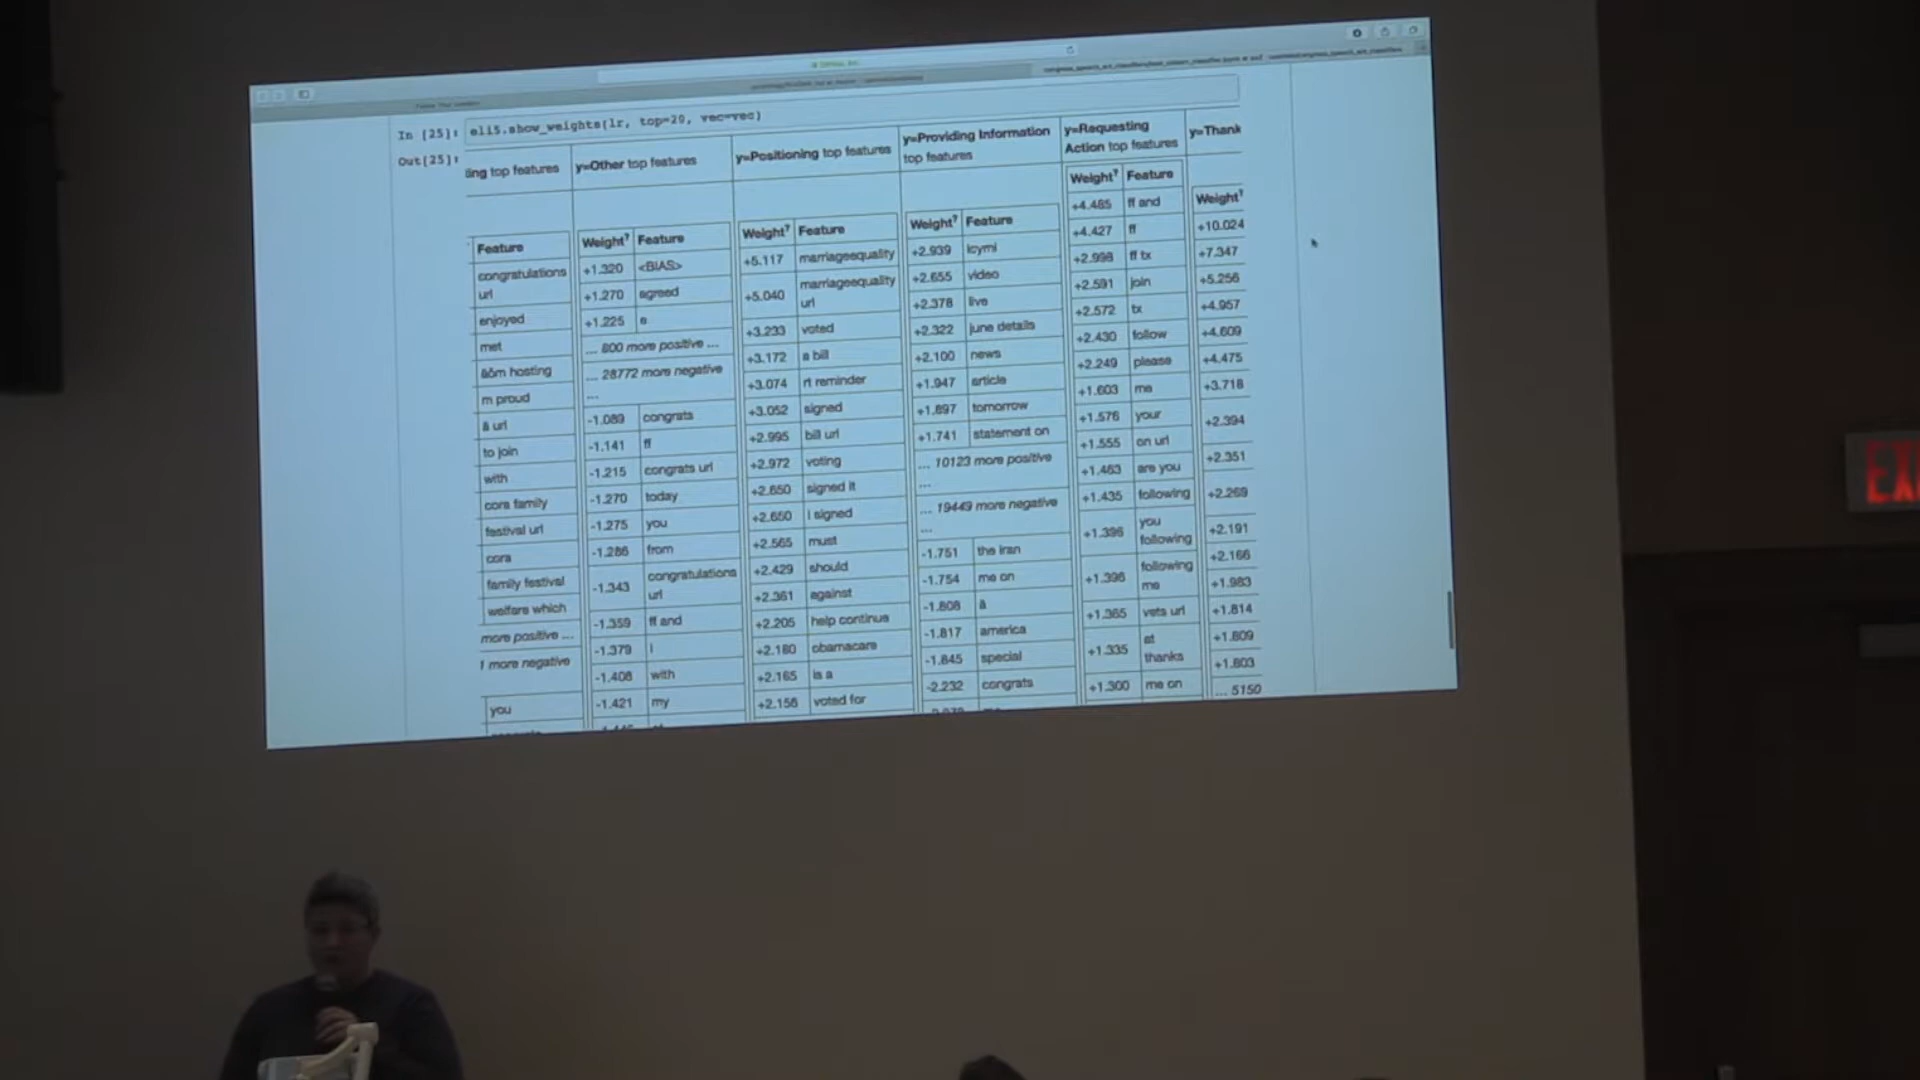 In [25]: eli5.show_weights(lr, top=20, vec=vec)
Out[25]:
ding top features
Feature
congratulations url
enjoyed
met
âõm hosting
m proud
â url
to join
with
cora family
festival url
cora
family festival
welfare which
more positive ...
1 more negative
you
y=Other top features
Weight? Feature
+1.320 <BIAS>
+1.270 agreed
+1.225
... 800 more positive ...
... 28772 more negative ...
-1.089 congrats
-1.141 ff
-1.215 congrats url
-1.270 today
-1.275 you
-1.286 from
-1.343 congratulations url
-1.359 ff and
-1.379 i
-1.408 with
-1.421 my
y=Positioning top features
Weight? Feature
+5.117 marriageequality
+5.040 marriageequality url
+3.233 voted
+3.172 a bill
+3.074 rt reminder
+3.052 signed
+2.995 bill url
+2.972 voting
+2.650 signed it
+2.650 i signed
+2.565 must
+2.429 should
+2.361 against
+2.205 help continue
+2.180 obamacare
+2.165 is a
+2.156 voted for
y=Providing Information top features
Weight? Feature
+2.939 icymi
+2.655 video
+2.378 live
+2.322 june details
+2.100 news
+1.947 article
+1.897 tomorrow
+1.741 statement on
... 10123 more positive ...
... 19449 more negative ...
-1.751 the iran
-1.754 me on
-1.808 â
-1.817 america
-1.845 special
-2.232 congrats
y=Requesting Action top features
Weight? Feature
+4.485 ff and
+4.427 ff
+2.998 ff tx
+2.591 join
+2.572 tx
+2.430 follow
+2.249 please
+1.603 me
+1.576 your
+1.555 on url
+1.463 are you
+1.435 following
+1.396 you following
+1.396 following me
+1.365 vets url
+1.335 at thanks
+1.300 me on
y=Thank
Weight?
+10.024
+7.347
+5.256
+4.957
+4.609
+4.475
+3.718
+2.394
+2.351
+2.269
+2.191
+2.166
+1.983
+1.814
+1.809
+1.803
... 5150
EX